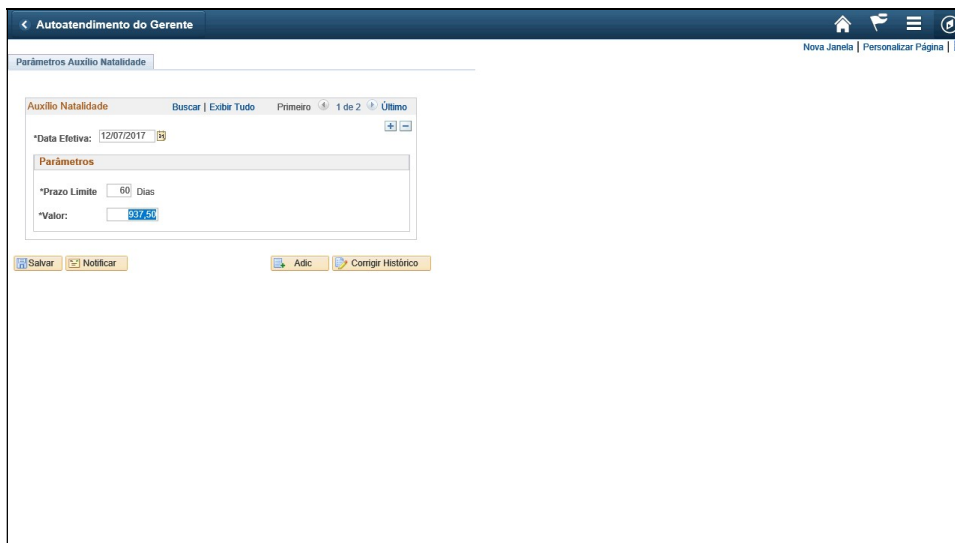 Autoatendimento do Gerente
Nova Janela | Personalizar Página |
Parâmetros Auxílio Natalidade
Auxílio Natalidade Buscar | Exibir Tudo Primeiro 1 de 2 Último
*Data Efetiva: 12/07/2017
Parâmetros
*Prazo Limite 60 Dias
*Valor: 937,50
Salvar Notificar Adic Corrigir Histórico